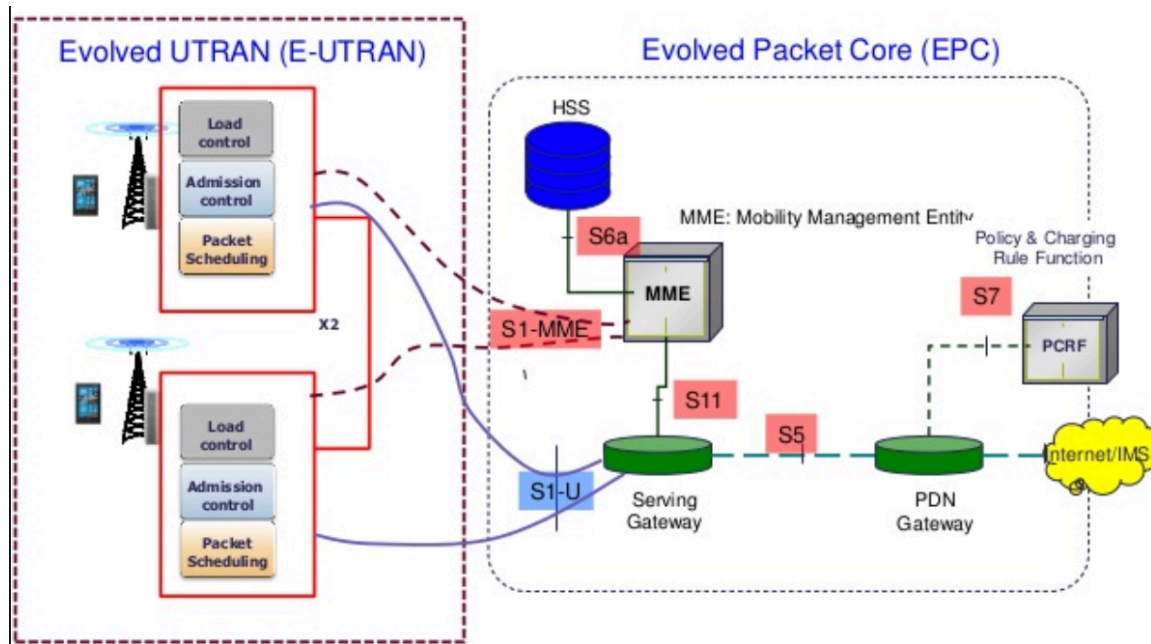 Evolved UTRAN (E-UTRAN)
Evolved Packet Core (EPC)
HSS
Load
control
Admission
control
Packet
Scheduling
S6a
MME: Mobility Management Entity
Policy & Charging
Rule Function
MME
S7
X2
S1-MME
PCRF
S11
Load
control
S5
Internet/IMS
Admission
control
S1-U
Serving
Gateway
PDN
Gateway
Packet
Scheduling